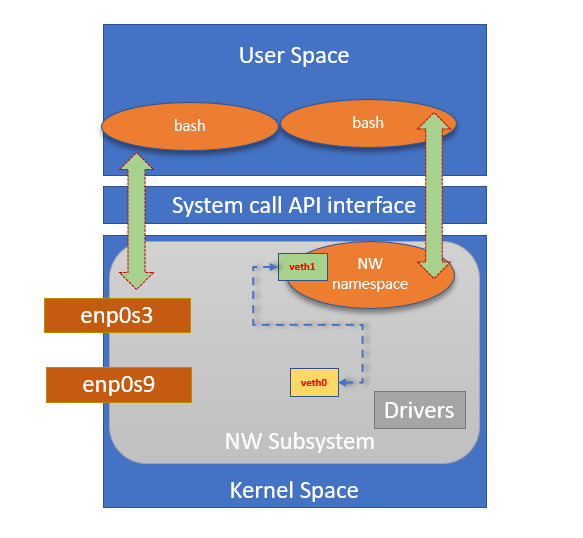 User Space
bash
bash
System call API interface
veth1
NW
namespace
enp0s3
enp0s9
veth0
Drivers
NW Subsystem
Kernel Space